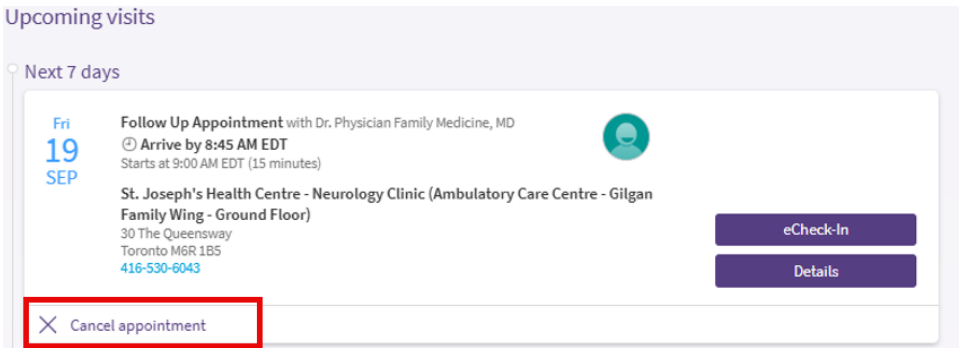 Upcoming visits
Next 7 days
Fri
19
SEP
Follow Up Appointment with Dr. Physician Family Medicine, MD
Arrive by 8:45 AM EDT
Starts at 9:00 AM EDT (15 minutes)
St. Joseph's Health Centre - Neurology Clinic (Ambulatory Care Centre - Gilgan
Family Wing - Ground Floor)
30 The Queensway
Toronto M6R 1B5
416-530-6043
eCheck-In
Details
Cancel appointment